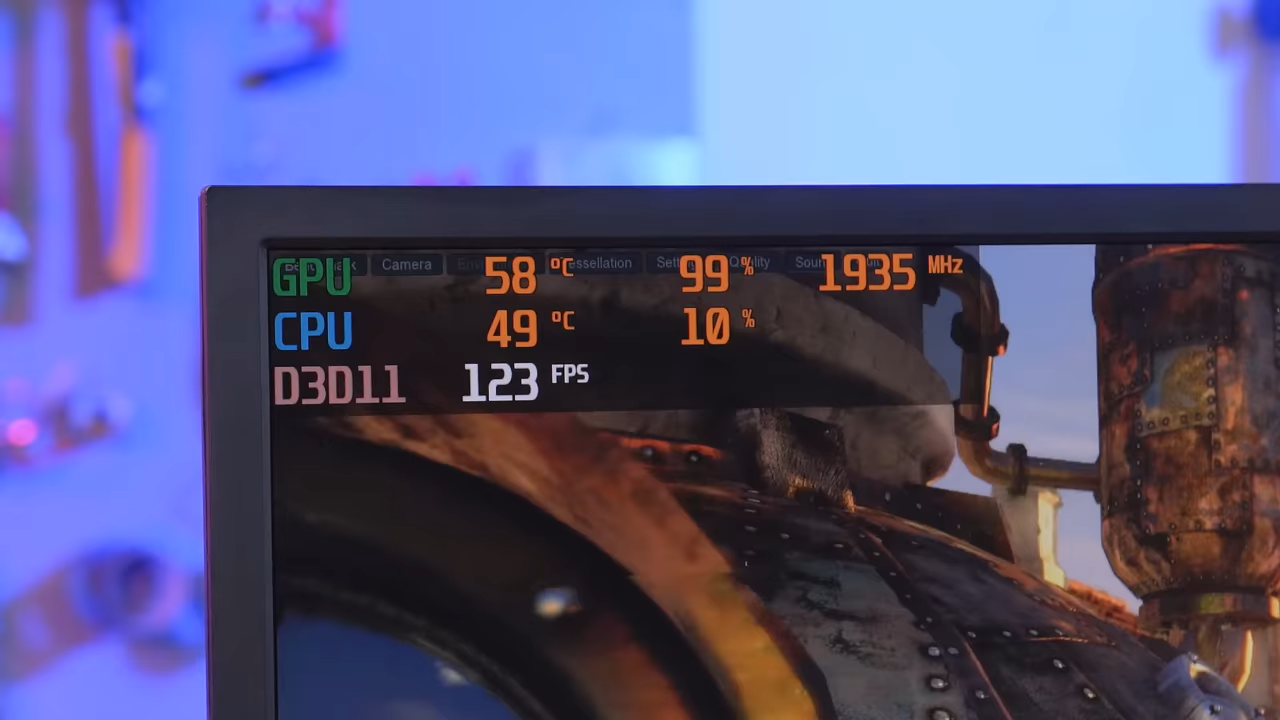 Camera
GPU 58 °C 99 % 1935 MHz
CPU 49 °C 10 %
D3D11 123 FPS